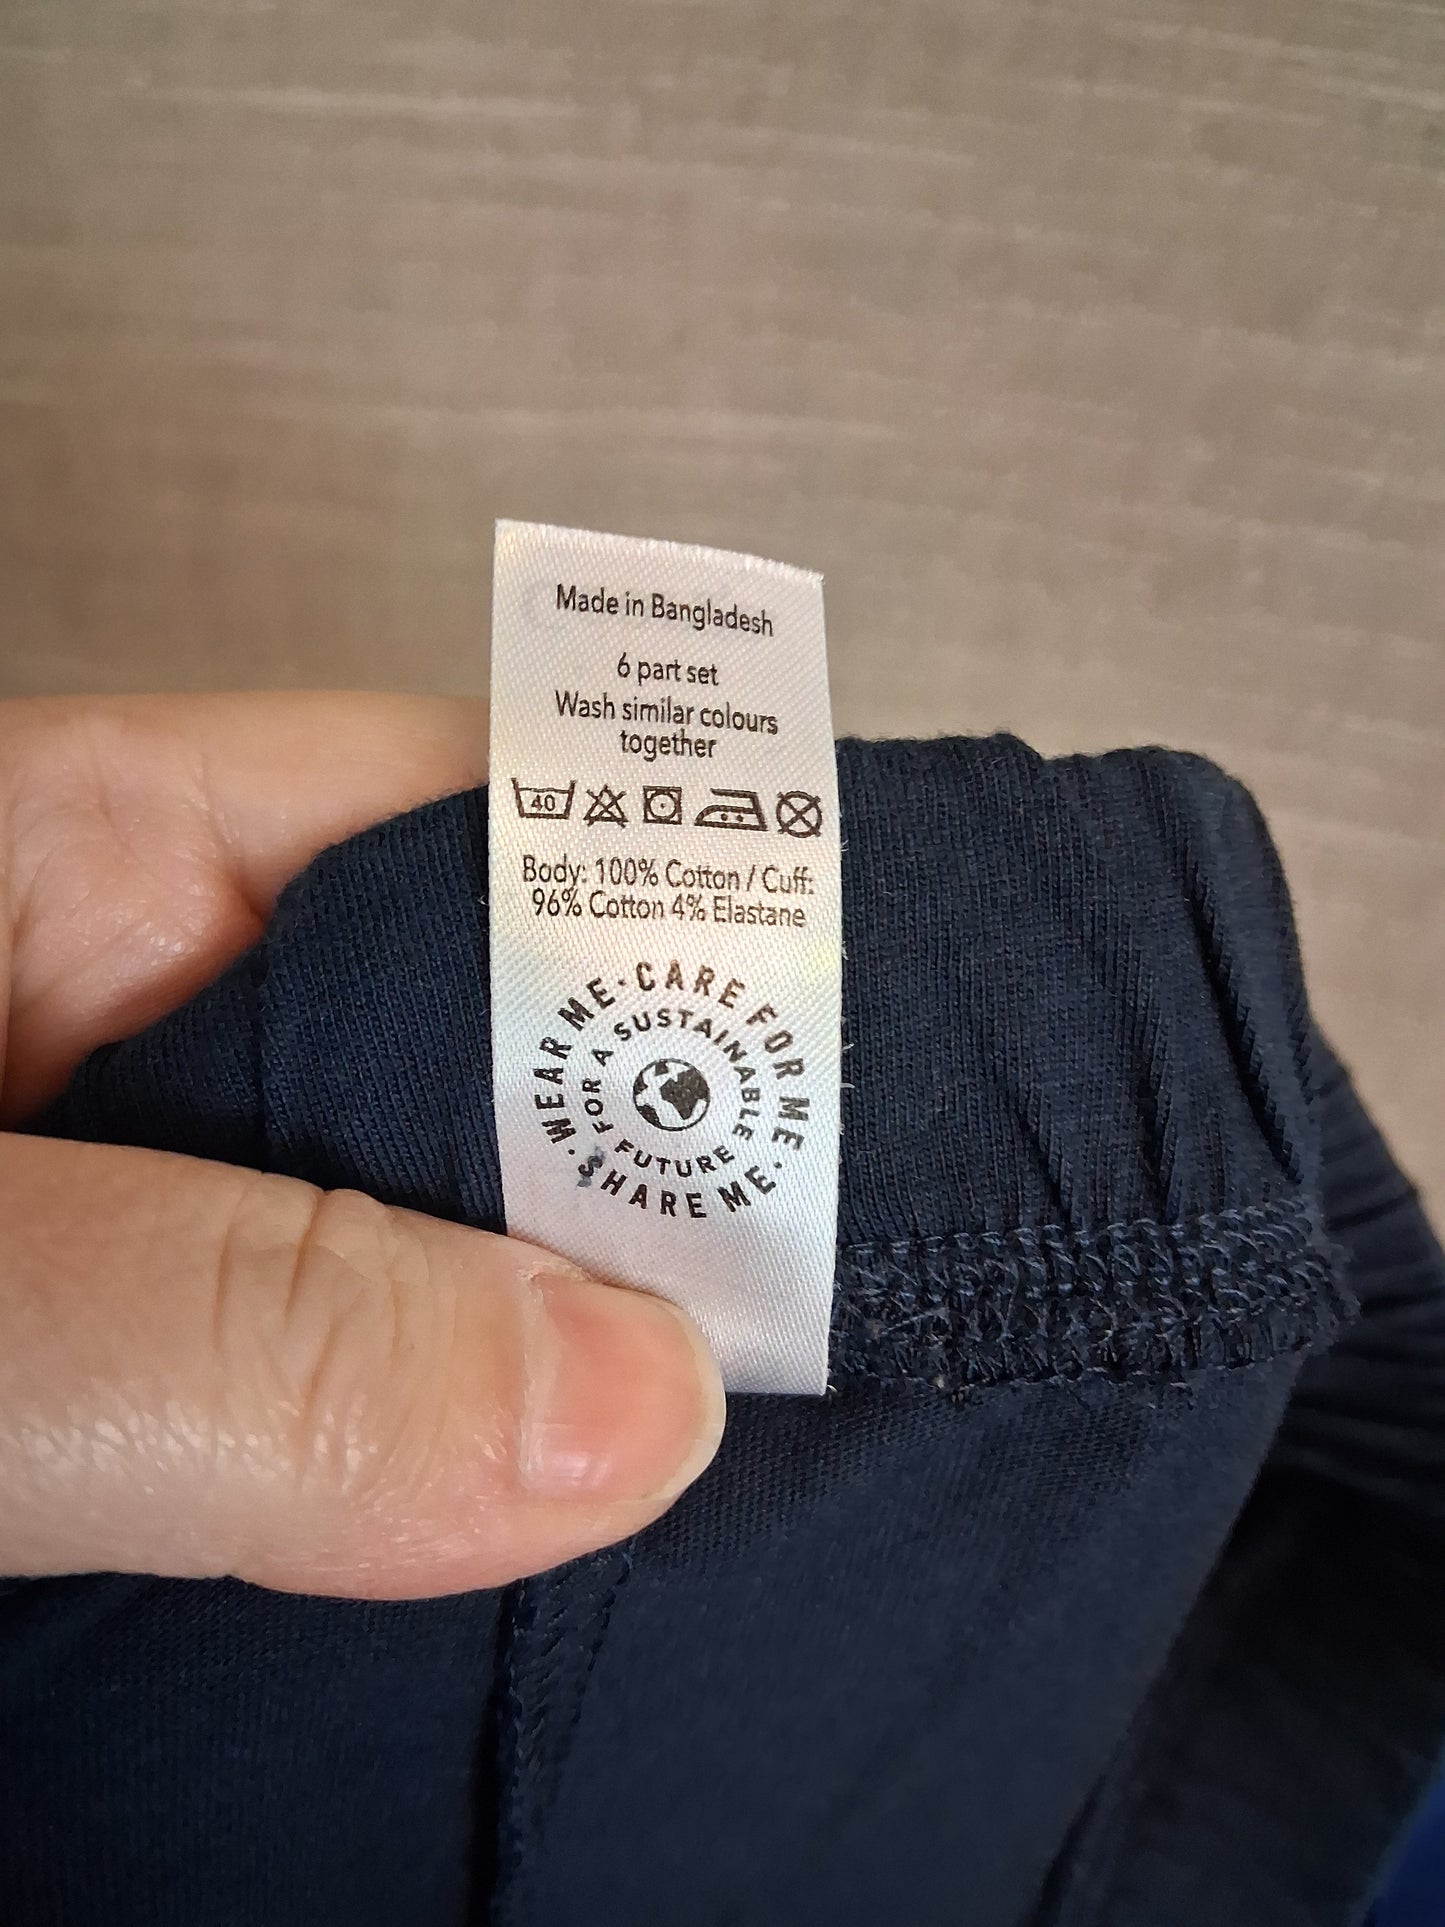 Made in Bangladesh
6 part set
Wash similar colours
together
40
Body: 100% Cotton / Cuff:
96% Cotton 4% Elastane
WEAR ME · CARE FOR ME · SHARE ME ·
FOR A SUSTAINABLE FUTURE